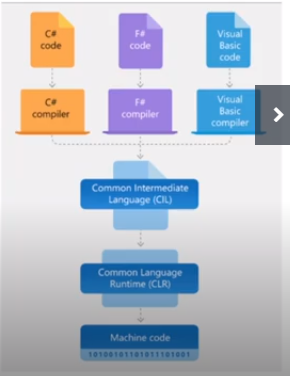 C#
code
F#
code
Visual
Basic
code
C#
compiler
F#
compiler
Visual
Basic
compiler
Common Intermediate
Language (CIL)
Common Language
Runtime (CLR)
Machine code